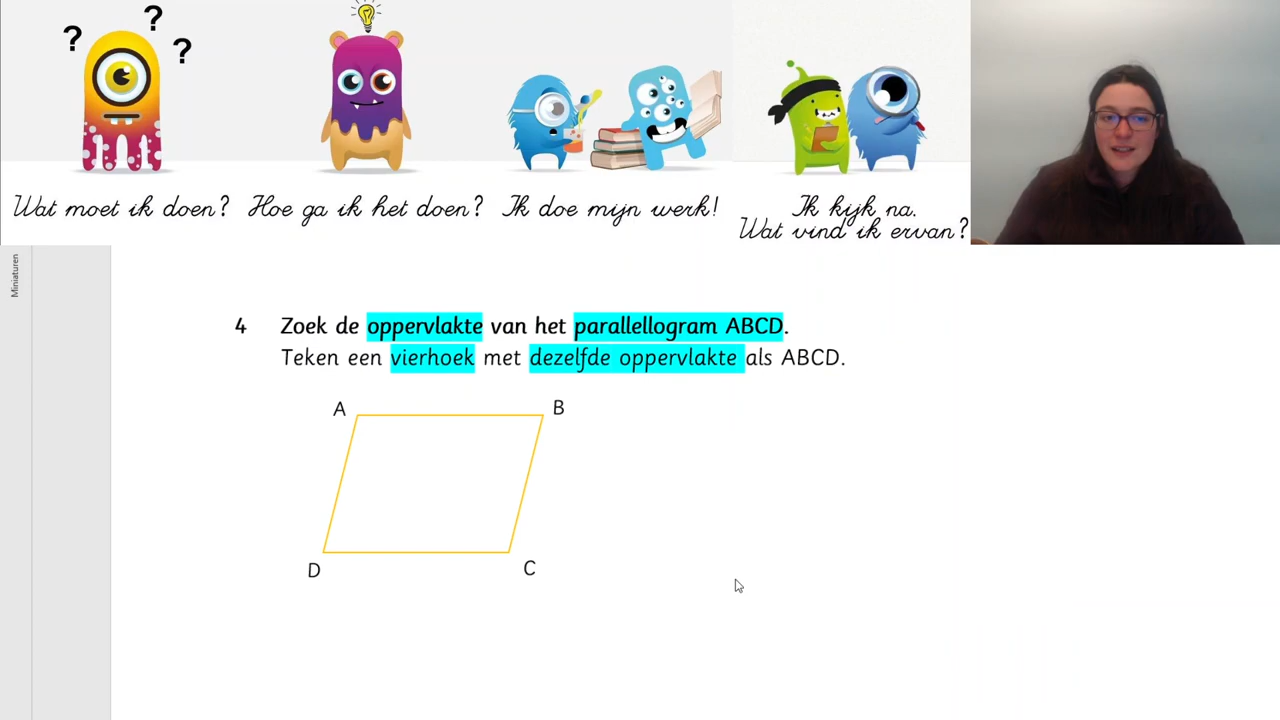 ? ? ?
Wat moet ik doen?
Hoe ga ik het doen?
Ik doe mijn werk!
Ik kijk na.
Wat vind ik ervan?
Miniaturen
4 Zoek de oppervlakte van het parallellogram ABCD.
Teken een vierhoek met dezelfde oppervlakte als ABCD.
A
B
D
C